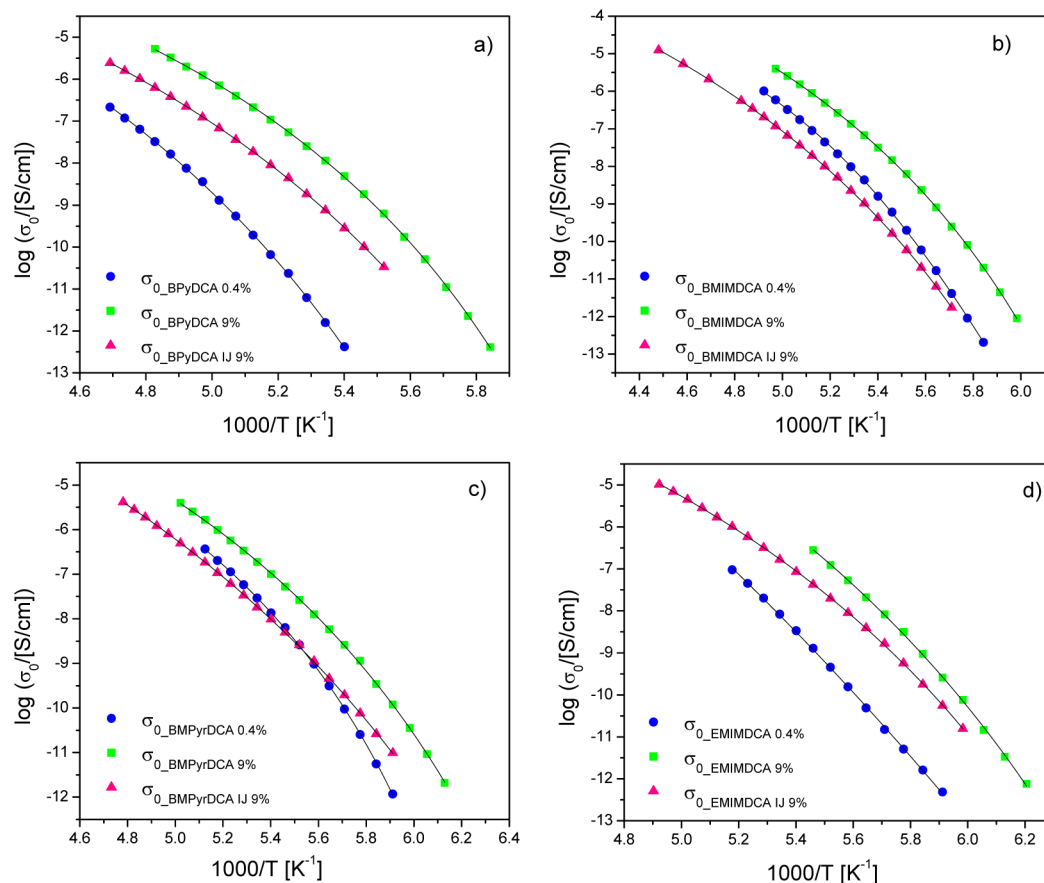 a)
log (σ0/[S/cm])
-5
-6
-7
-8
-9
-10
-11
-12
-13
σ0_BPyDCA 0.4%
σ0_BPyDCA 9%
σ0_BPyDCA IJ 9%
4.6 4.8 5.0 5.2 5.4 5.6 5.8
1000/T [K-1]
b)
log (σ0/[S/cm])
-4
-5
-6
-7
-8
-9
-10
-11
-12
-13
σ0_BMIMDCA 0.4%
σ0_BMIMDCA 9%
σ0_BMIMDCA IJ 9%
4.4 4.6 4.8 5.0 5.2 5.4 5.6 5.8 6.0
1000/T [K-1]
c)
log (σ0/[S/cm])
-5
-6
-7
-8
-9
-10
-11
-12
σ0_BMPyrDCA 0.4%
σ0_BMPyrDCA 9%
σ0_BMPyrDCA IJ 9%
4.8 5.0 5.2 5.4 5.6 5.8 6.0 6.2 6.4
1000/T [K-1]
d)
log (σ0/[S/cm])
-4
-5
-6
-7
-8
-9
-10
-11
-12
-13
σ0_EMIMDCA 0.4%
σ0_EMIMDCA 9%
σ0_EMIMDCA IJ 9%
4.8 5.0 5.2 5.4 5.6 5.8 6.0 6.2
1000/T [K-1]